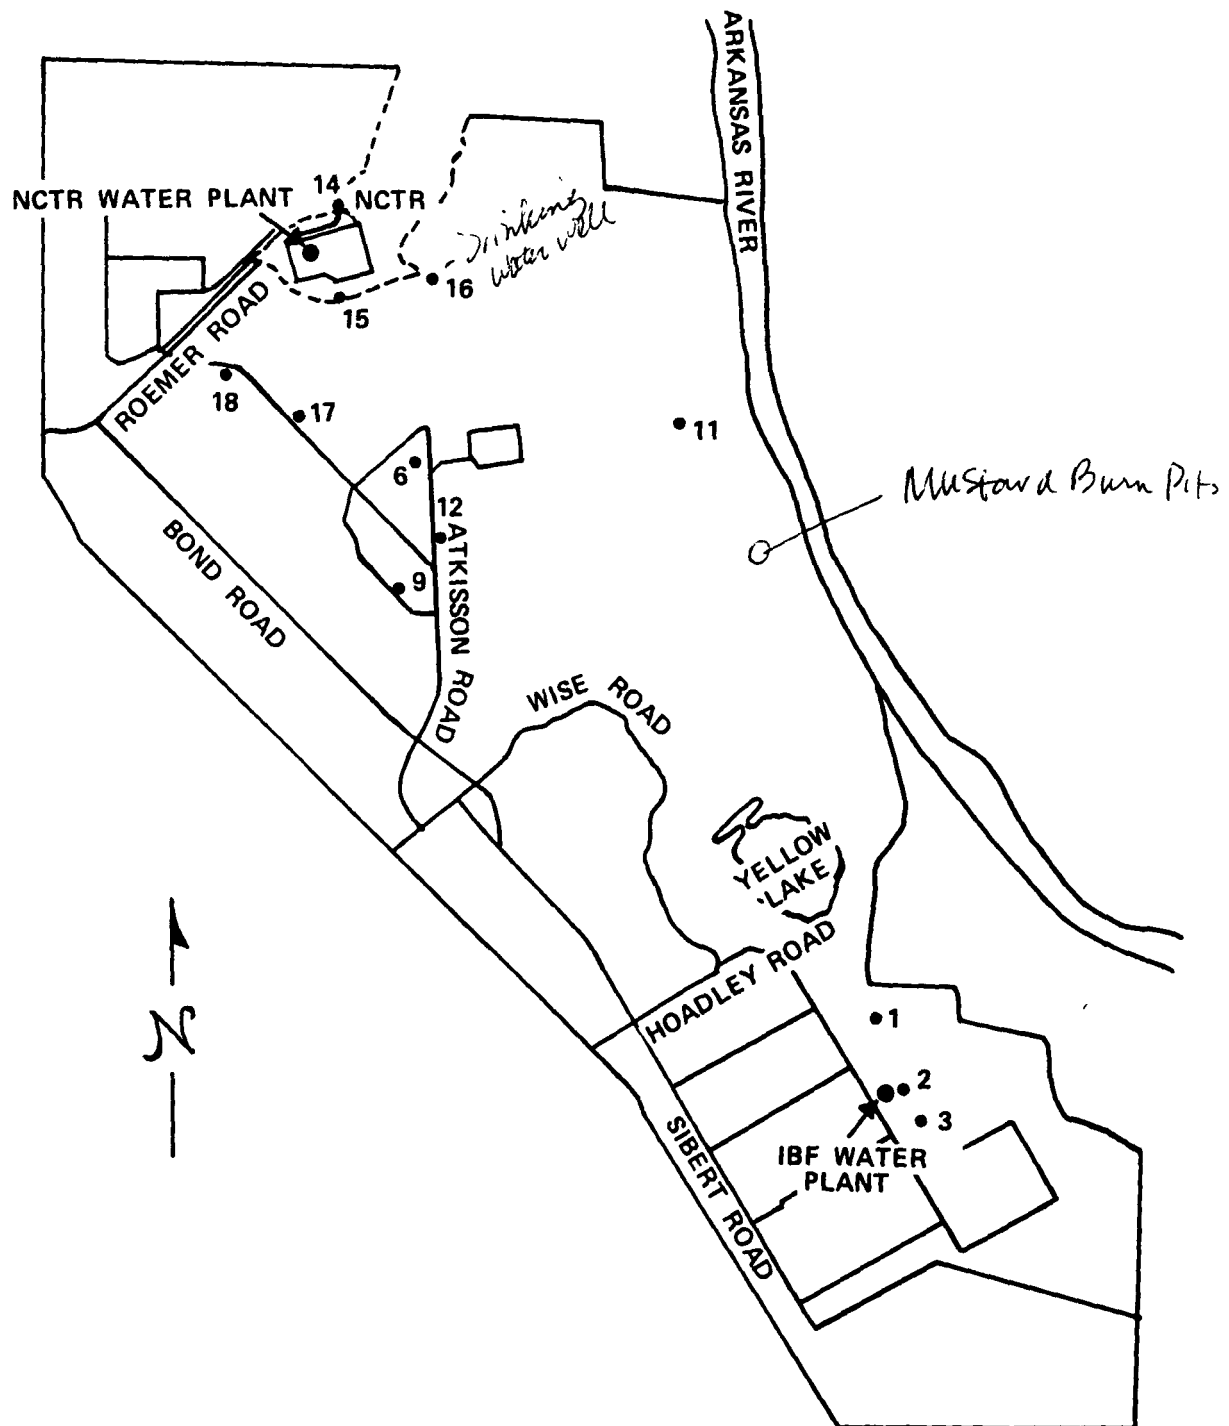 ARKANSAS RIVER
NCTR WATER PLANT
14
NCTR
Drinking
water well
16
15
ROEMER ROAD
18
17
11
6
Mustard Burn Pits
12
ATKISSON ROAD
BOND ROAD
9
WISE ROAD
YELLOW
LAKE
HOADLEY ROAD
N
1
2
3
IBF WATER
PLANT
SIBERT ROAD